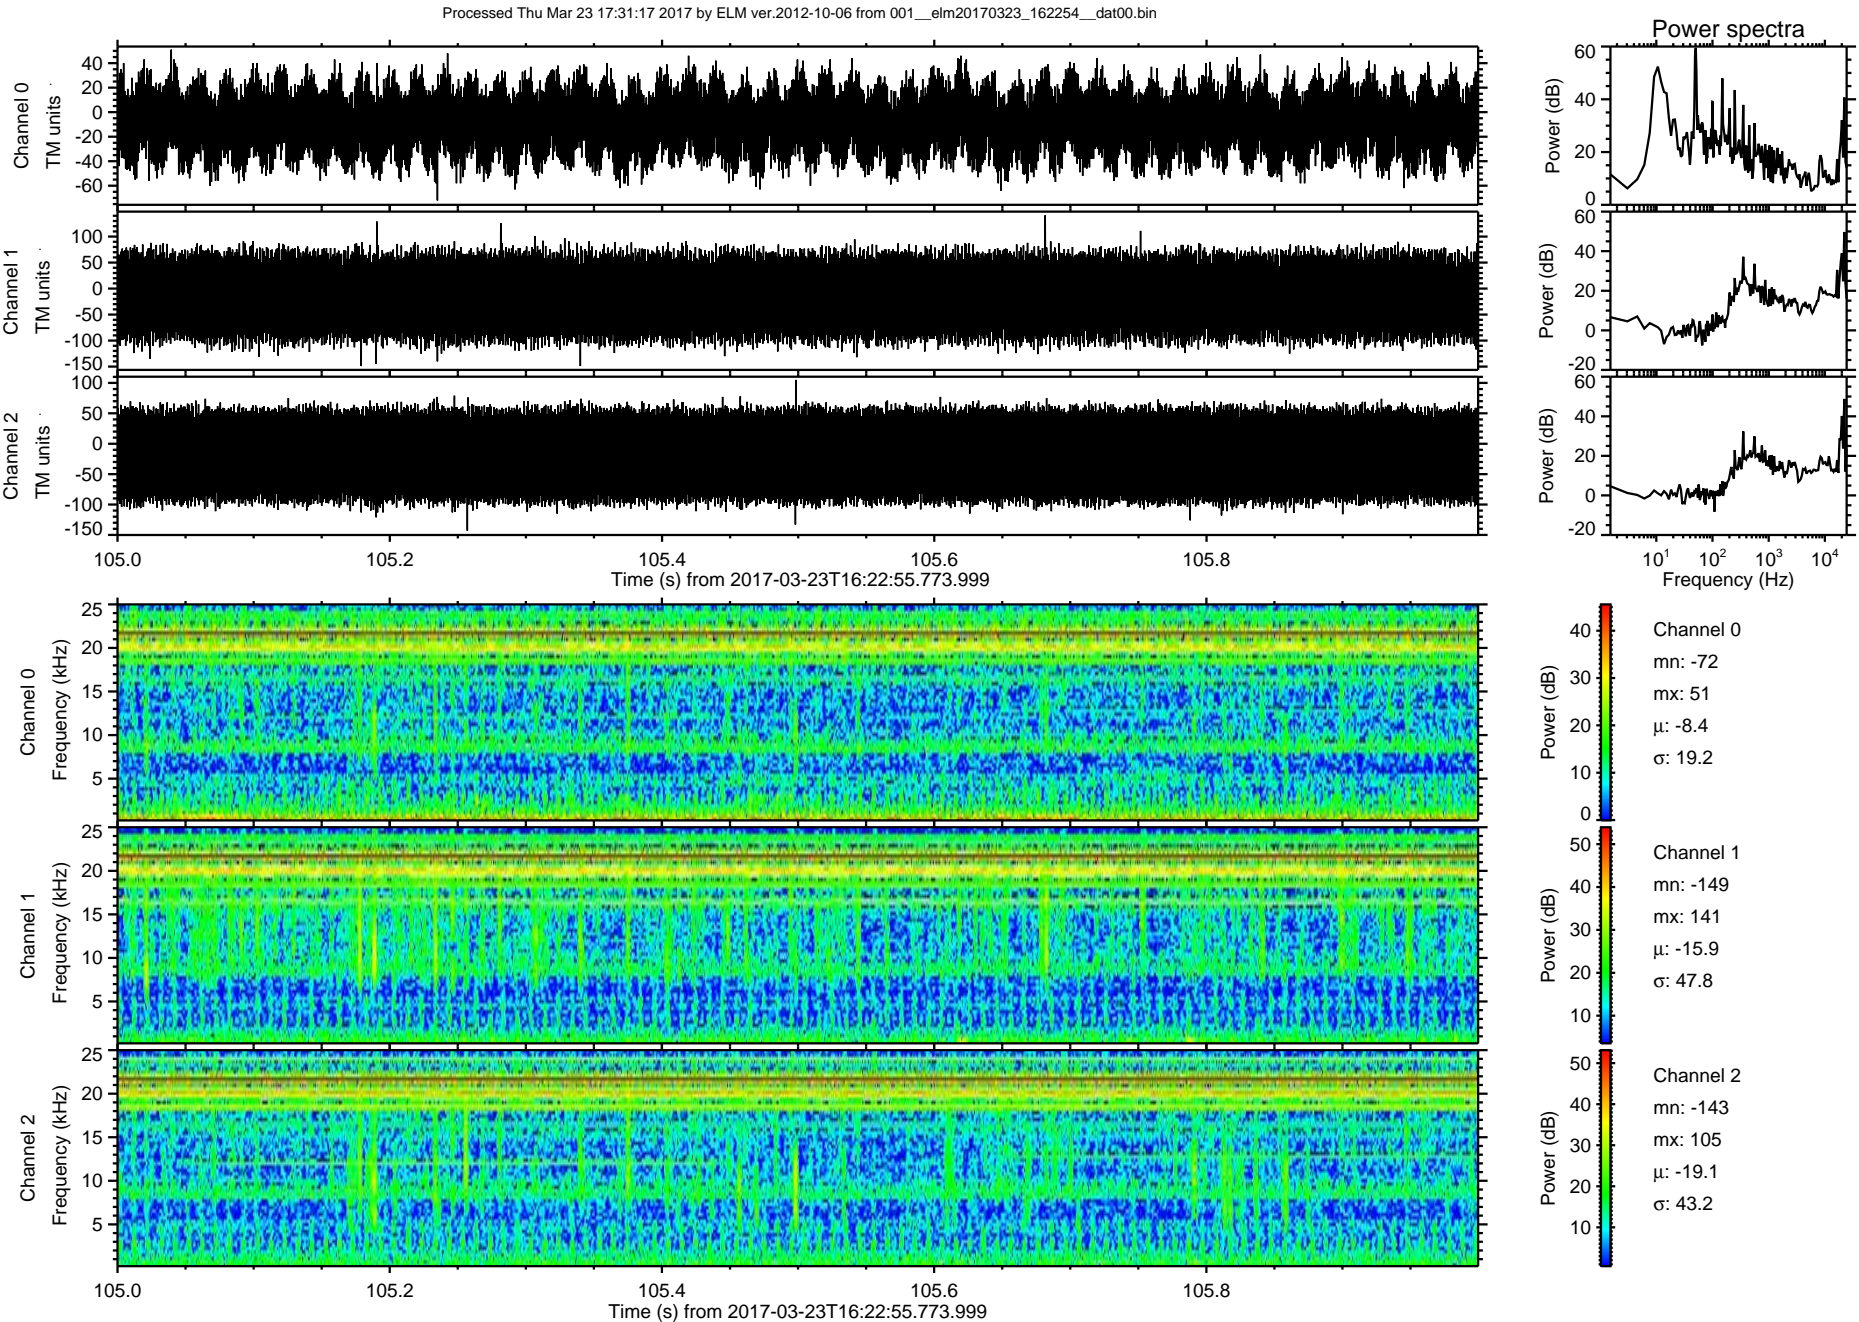 Processed Thu Mar 23 17:31:17 2017 by ELM ver.2012-10-06 from 001__elm20170323_162254__dat00.bin
Power spectra
Channel 0
TM units
40
20
0
-20
-40
-60
Power (dB)
60
40
20
0
Channel 1
TM units
100
50
0
-50
-100
-150
Power (dB)
60
40
20
0
-20
Channel 2
TM units
100
50
0
-50
-100
-150
Power (dB)
60
40
20
0
-20
105.0 105.2 105.4 105.6 105.8
Time (s) from 2017-03-23T16:22:55.773.999
10¹ 10² 10³ 10⁴
Frequency (Hz)
Channel 0
Frequency (kHz)
25
20
15
10
5
Power (dB)
40
30
20
10
0
Channel 0
mn: -72
mx: 51
μ: -8.4
σ: 19.2
Channel 1
Frequency (kHz)
25
20
15
10
5
Power (dB)
50
40
30
20
10
Channel 1
mn: -149
mx: 141
μ: -15.9
σ: 47.8
Channel 2
Frequency (kHz)
25
20
15
10
5
Power (dB)
50
40
30
20
10
Channel 2
mn: -143
mx: 105
μ: -19.1
σ: 43.2
105.0 105.2 105.4 105.6 105.8
Time (s) from 2017-03-23T16:22:55.773.999